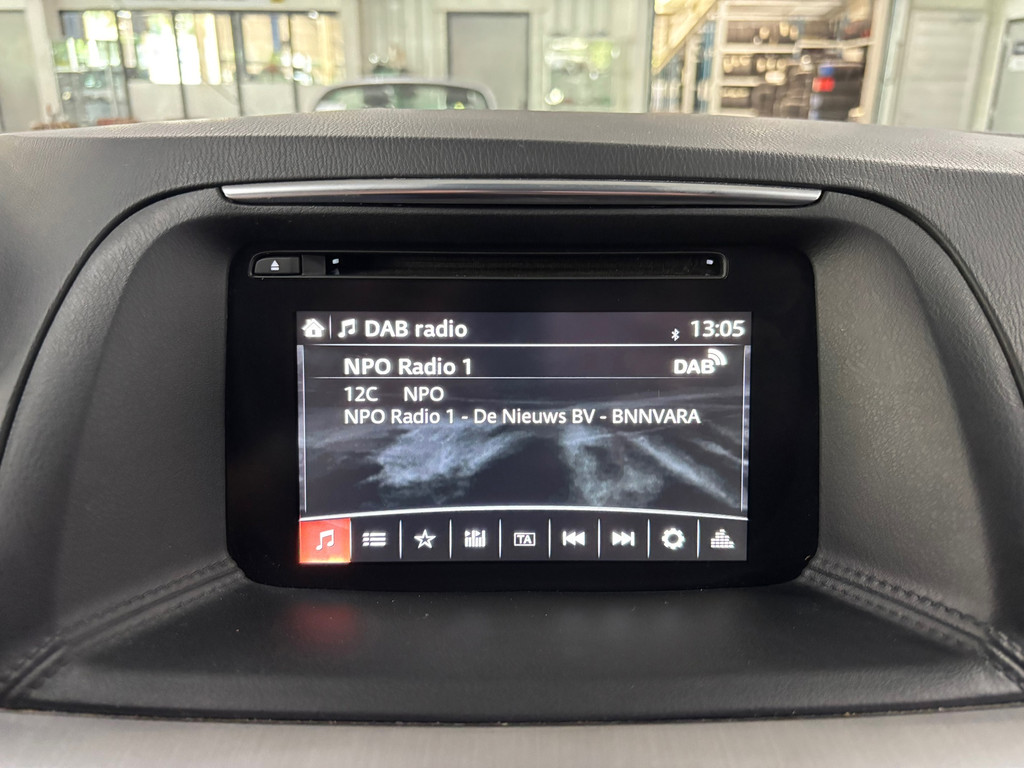 DAB radio 13:05
NPO Radio 1 DAB
12C NPO
NPO Radio 1 - De Nieuws BV - BNNVARA
TA